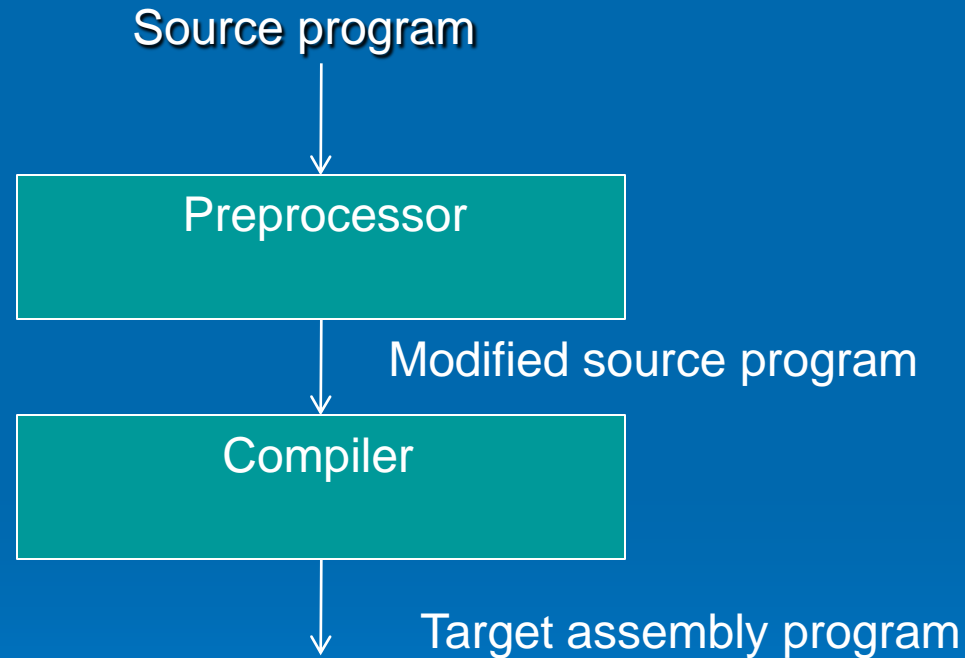 Source program
Preprocessor
Modified source program
Compiler
Target assembly program